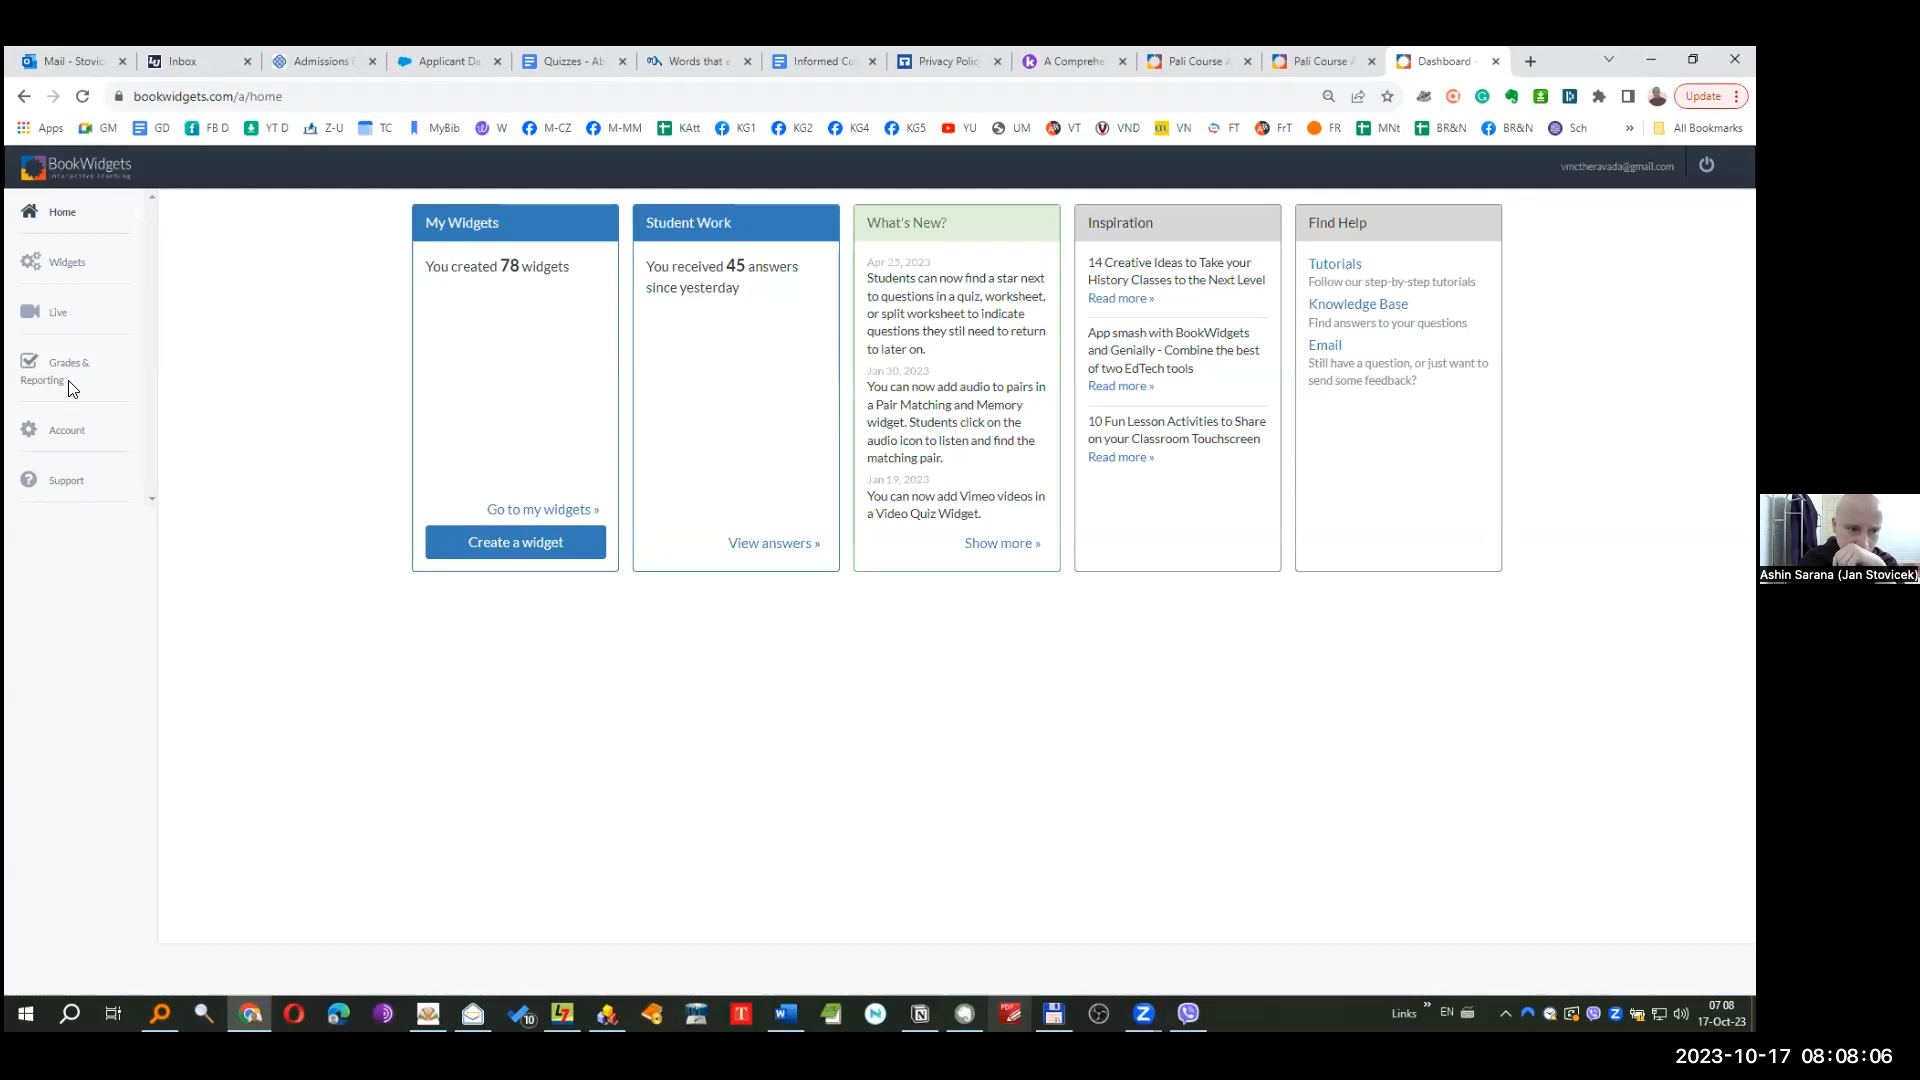 Mail - Stovic
Inbox
Admissions
Applicant Da
Quizzes - Ab
Words that e
Informed Co
Privacy Polic
A Comprehe
Pali Course
Pali Course
Dashboard -
bookwidgets.com/a/home
Update
Apps
GM
GD
FB D
YT D
Z-U
TC
MyBib
W
M-CZ
M-MM
KAtt
KG1
KG2
KG4
KG5
YU
UM
VT
VND
VN
FT
FrT
FR
MNt
BR&N
BR&N
Sch
»
All Bookmarks
BookWidgets
interactive learning
vmctheravada@gmail.com
Home
Widgets
Live
Grades &
Reporting
Account
Support
My Widgets
You created 78 widgets
Go to my widgets »
Create a widget
Student Work
You received 45 answers
since yesterday
View answers »
What's New?
Apr 25, 2023
Students can now find a star next
to questions in a quiz, worksheet,
or split worksheet to indicate
questions they stil need to return
to later on.
Jan 30, 2023
You can now add audio to pairs in
a Pair Matching and Memory
widget. Students click on the
audio icon to listen and find the
matching pair.
Jan 19, 2023
You can now add Vimeo videos in
a Video Quiz Widget.
Show more »
Inspiration
14 Creative Ideas to Take your
History Classes to the Next Level
Read more »
App smash with BookWidgets
and Genially - Combine the best
of two EdTech tools
Read more »
10 Fun Lesson Activities to Share
on your Classroom Touchscreen
Read more »
Find Help
Tutorials
Follow our step-by-step tutorials
Knowledge Base
Find answers to your questions
Email
Still have a question, or just want to
send some feedback?
Ashin Sarana (Jan Stovicek)
10
Links
»
EN
07 08
17-Oct-23
2023-10-17 08:08:06